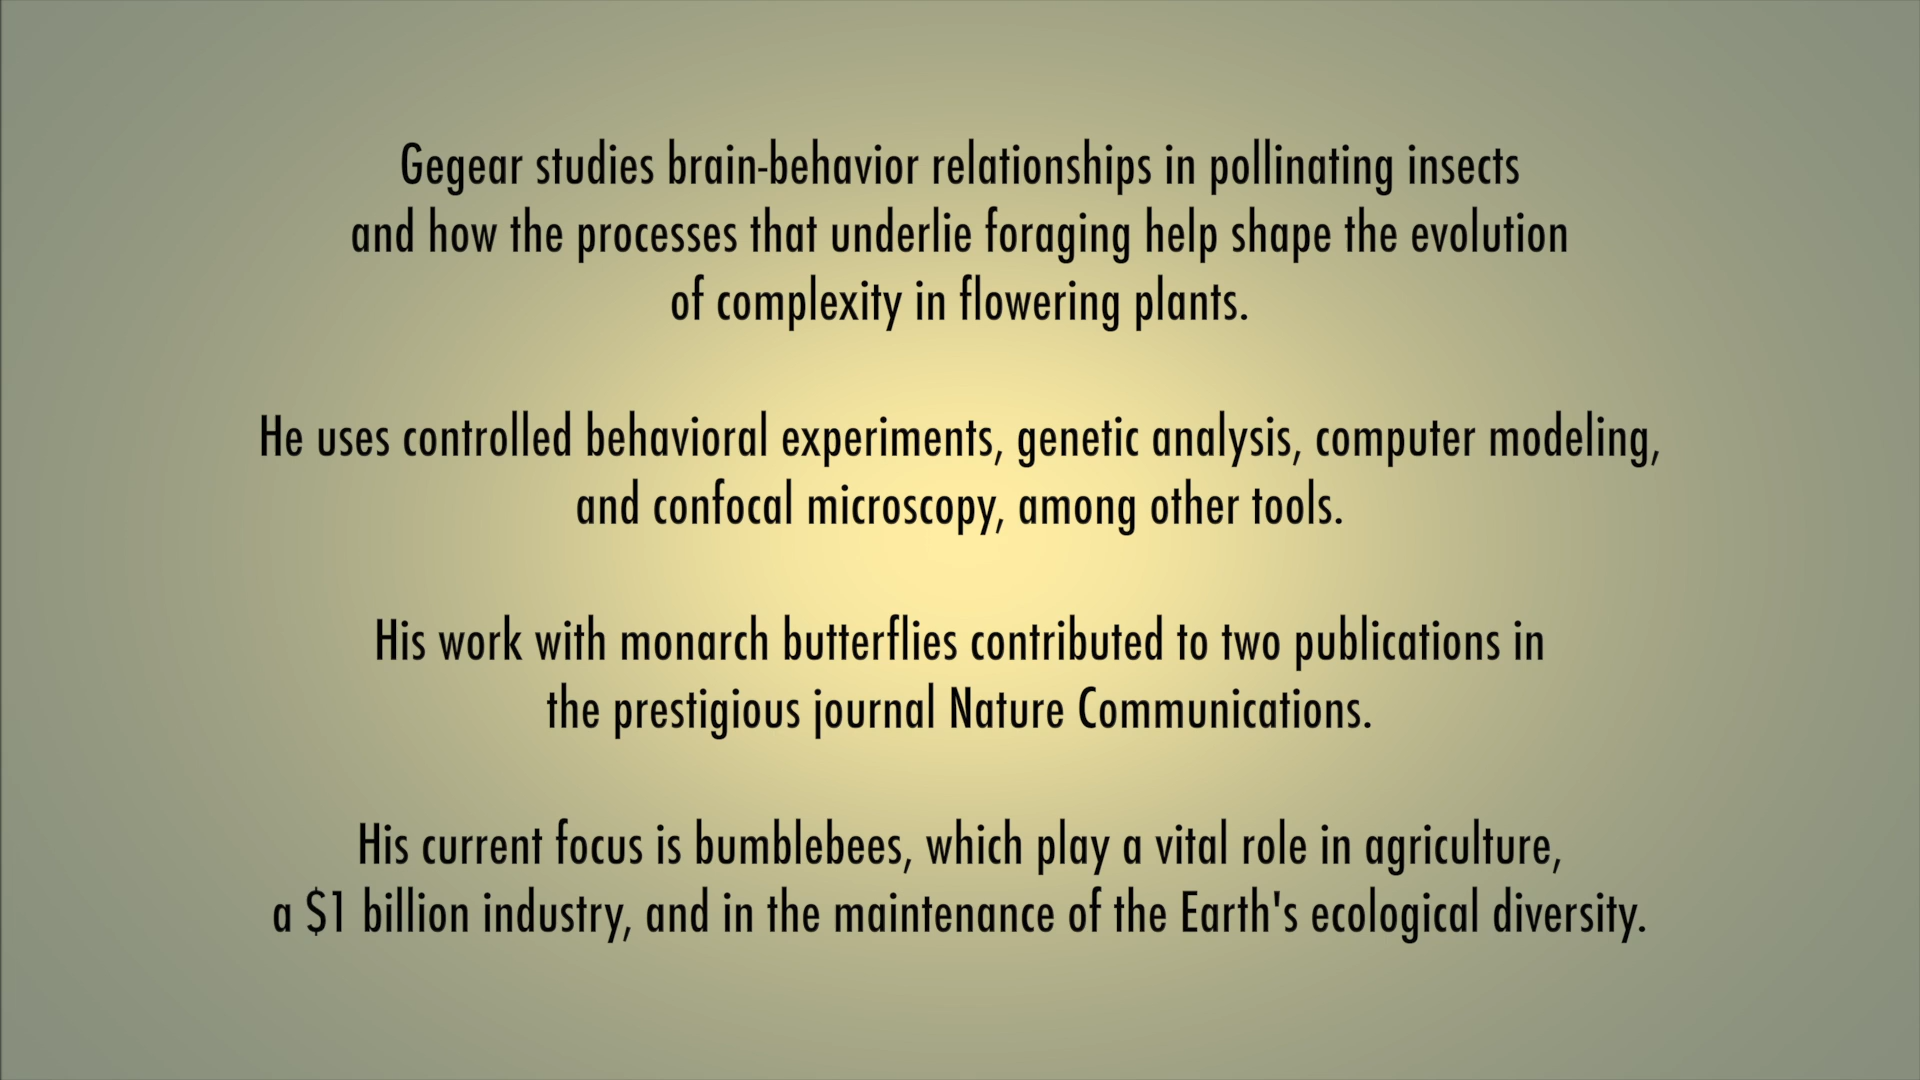 Gegear studies brain-behavior relationships in pollinating insects
and how the processes that underlie foraging help shape the evolution
of complexity in flowering plants.
He uses controlled behavioral experiments, genetic analysis, computer modeling,
and confocal microscopy, among other tools.
His work with monarch butterflies contributed to two publications in
the prestigious journal Nature Communications.
His current focus is bumblebees, which play a vital role in agriculture,
a $1 billion industry, and in the maintenance of the Earth's ecological diversity.